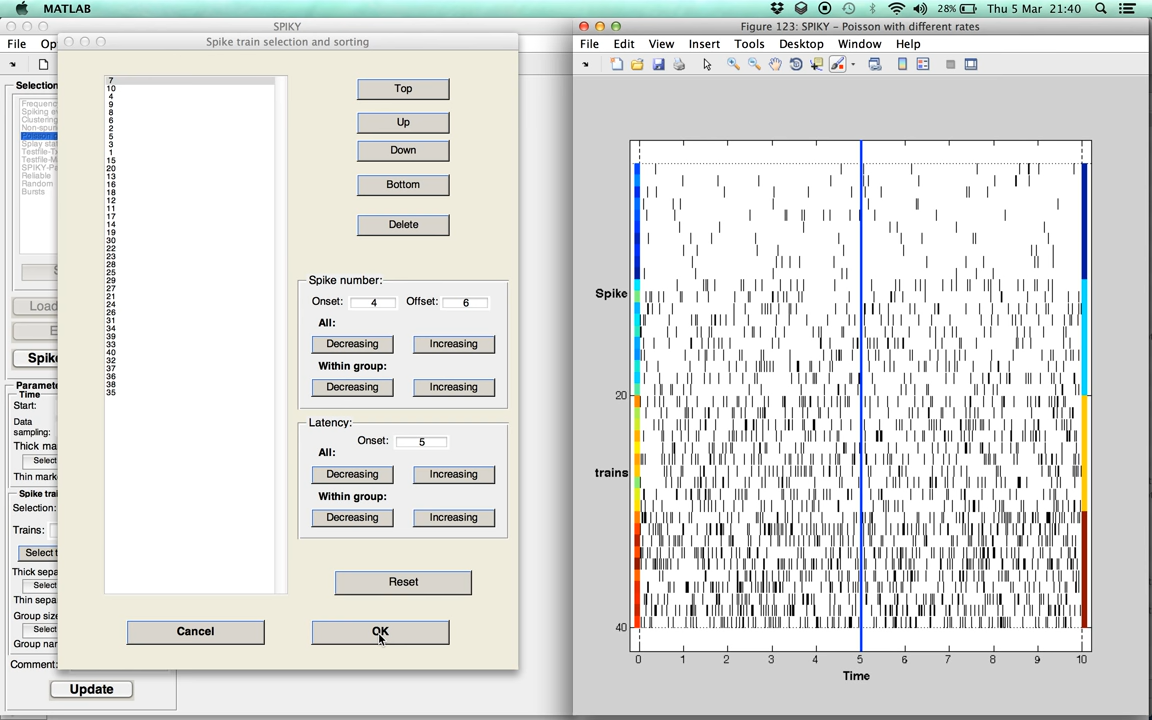 MATLAB
28%
Thu 5 Mar 21:40
SPIKY
File Op
Spike train selection and sorting
Selection
Frequency
Spiking ev
Clustering
Splay sta
Testfile-T
Testfile-M
SPIKY-Pa
Reliable
Random
Bursts
S
Load
E
Spike
Paramete
Time
Start:
Data
sampling:
Thick ma
Select
Thin mark
Spike trai
Selection:
Trains:
Select t
Thick sepa
Select
Thin sepa
Group size
Select
Group nar
Comment:
Update
7
10
4
9
8
6
2
5
3
1
15
20
13
16
18
12
11
17
14
19
30
22
23
28
25
29
27
21
24
26
31
34
39
33
40
32
37
36
38
35
Top
Up
Down
Bottom
Delete
Spike number:
Onset: 4 Offset: 6
All:
Decreasing Increasing
Within group:
Decreasing Increasing
Latency:
Onset: 5
All:
Decreasing Increasing
Within group:
Decreasing Increasing
Reset
Cancel OK
Figure 123: SPIKY - Poisson with different rates
File Edit View Insert Tools Desktop Window Help
Spike
20
trains
40
0 1 2 3 4 5 6 7 8 9 10
Time